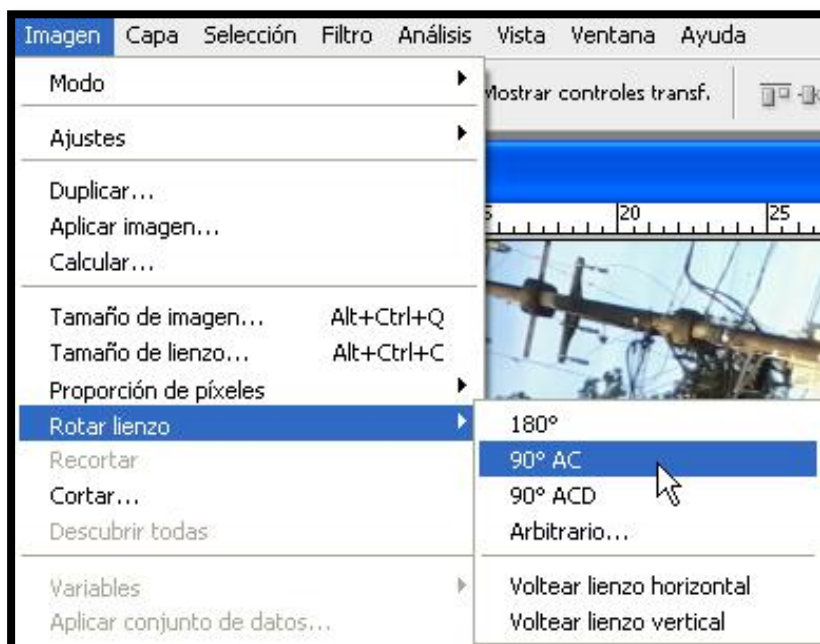 Imagen Capa Selección Filtro Análisis Vista Ventana Ayuda
Modo
Mostrar controles transf.
Ajustes
Duplicar...
Aplicar imagen...
Calcular...
20 25
Tamaño de imagen... Alt+Ctrl+Q
Tamaño de lienzo... Alt+Ctrl+C
Proporción de píxeles
Rotar lienzo
180°
Recortar
90° AC
Cortar...
90° ACD
Descubrir todas
Arbitrario...
Variables
Voltear lienzo horizontal
Aplicar conjunto de datos...
Voltear lienzo vertical